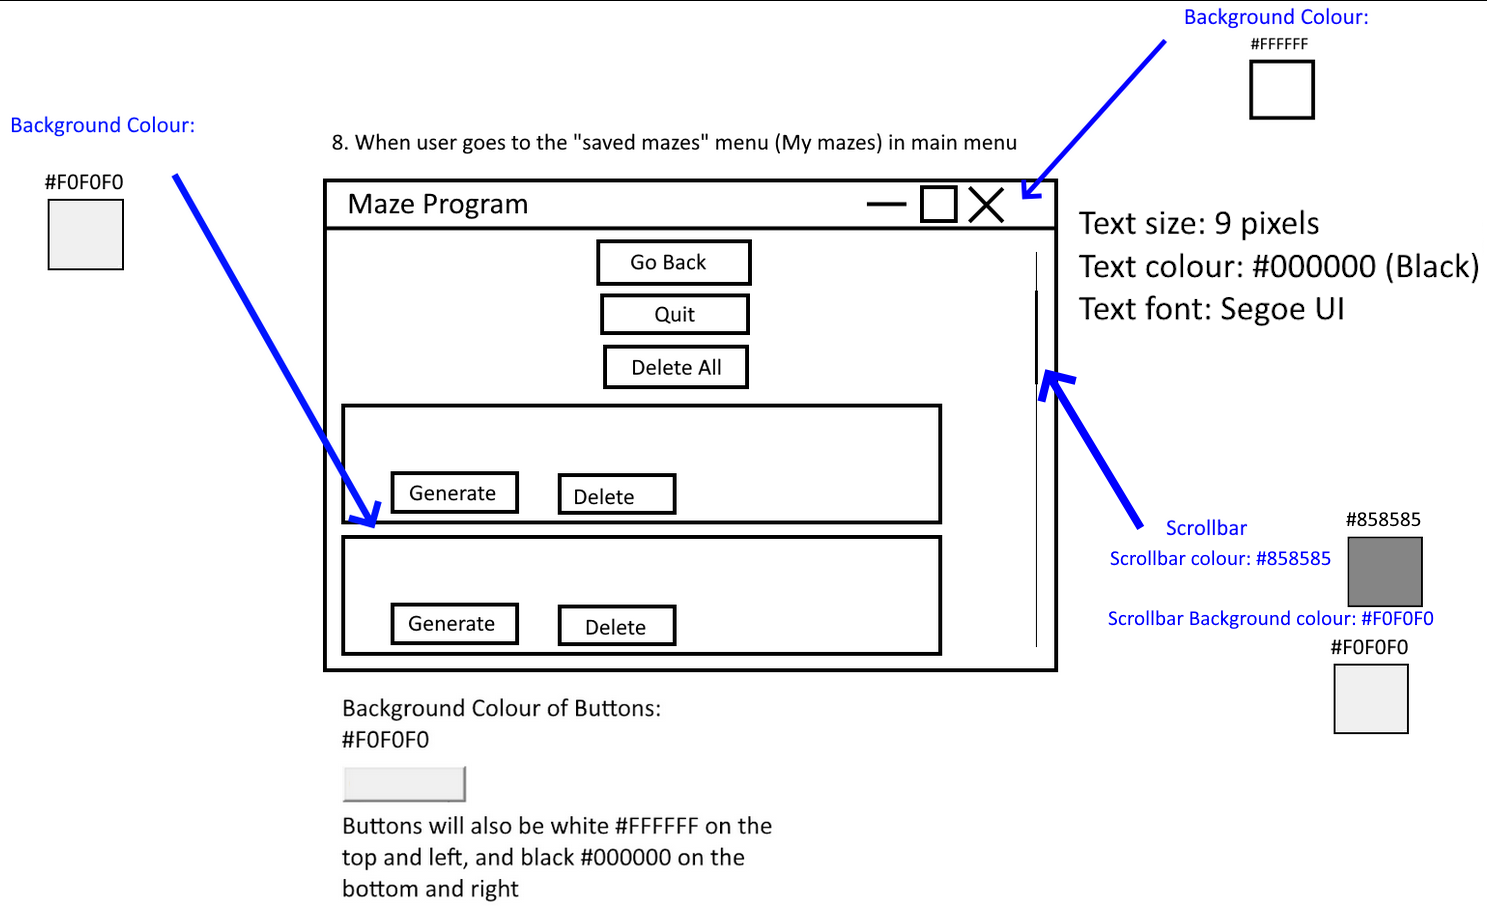 Background Colour:
#FFFFFF
Background Colour:
#F0F0F0
8. When user goes to the "saved mazes" menu (My mazes) in main menu
Maze Program
Go Back
Quit
Delete All
Generate
Delete
Generate
Delete
Text size: 9 pixels
Text colour: #000000 (Black)
Text font: Segoe UI
Scrollbar
Scrollbar colour: #858585
#858585
Scrollbar Background colour: #F0F0F0
#F0F0F0
Background Colour of Buttons:
#F0F0F0
Buttons will also be white #FFFFFF on the
top and left, and black #000000 on the
bottom and right